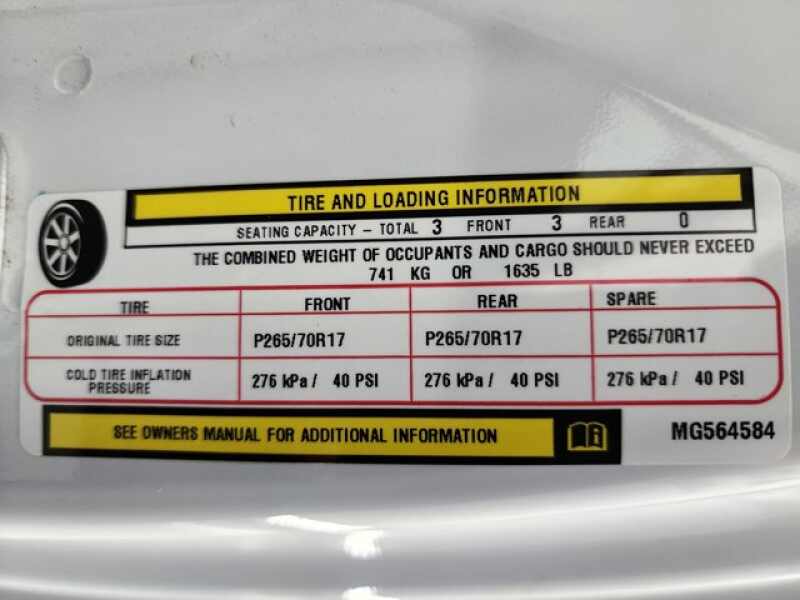 TIRE AND LOADING INFORMATION
SEATING CAPACITY – TOTAL 3 FRONT 3 REAR 0
THE COMBINED WEIGHT OF OCCUPANTS AND CARGO SHOULD NEVER EXCEED
741 KG OR 1635 LB
TIRE FRONT REAR SPARE
ORIGINAL TIRE SIZE P265/70R17 P265/70R17 P265/70R17
COLD TIRE INFLATION
PRESSURE 276 kPa / 40 PSI 276 kPa / 40 PSI 276 kPa / 40 PSI
SEE OWNERS MANUAL FOR ADDITIONAL INFORMATION MG564584